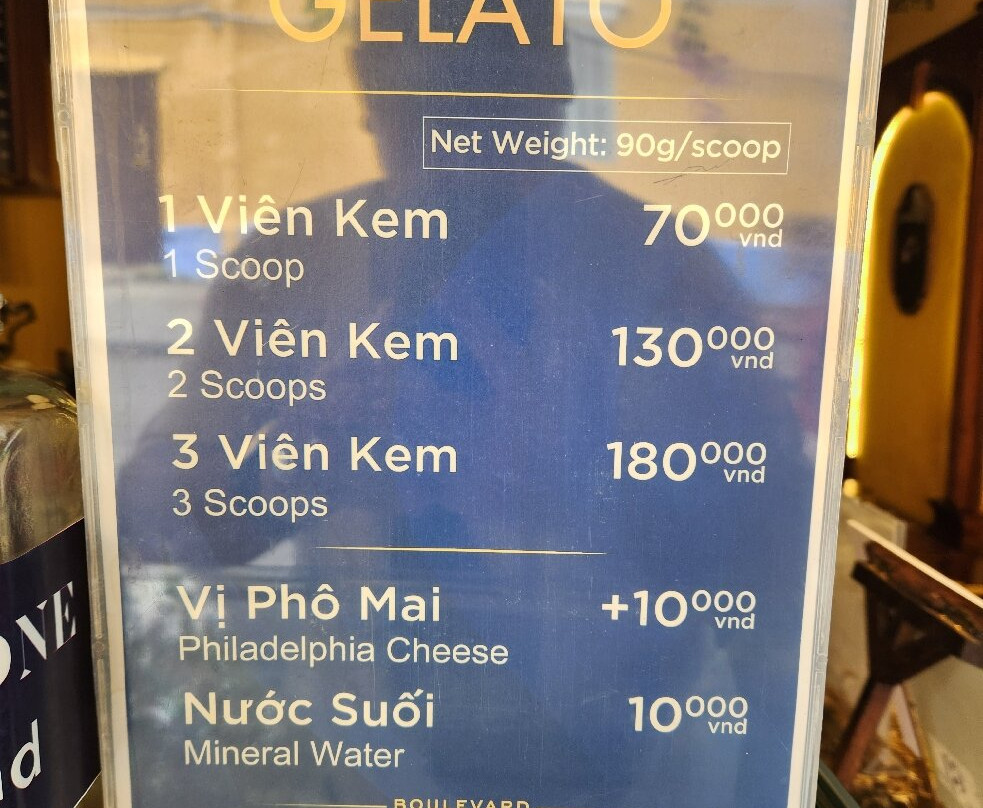 GELATO
Net Weight: 90g/scoop
1 Viên Kem 70000 vnd
1 Scoop
2 Viên Kem 130000 vnd
2 Scoops
3 Viên Kem 180000 vnd
3 Scoops
Vị Phô Mai +10000 vnd
Philadelphia Cheese
Nước Suối 10000 vnd
Mineral Water
BOULEVARD